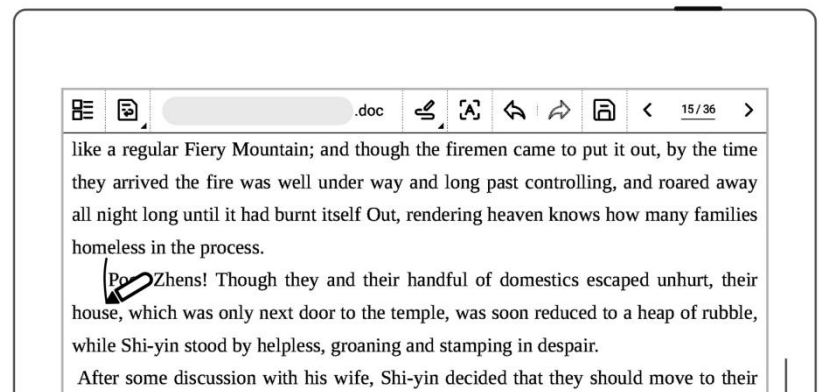 .doc
15/36
like a regular Fiery Mountain; and though the firemen came to put it out, by the time
they arrived the fire was well under way and long past controlling, and roared away
all night long until it had burnt itself Out, rendering heaven knows how many families
homeless in the process.
Zhens! Though they and their handful of domestics escaped unhurt, their
house, which was only next door to the temple, was soon reduced to a heap of rubble,
while Shi-yin stood by helpless, groaning and stamping in despair.
After some discussion with his wife, Shi-yin decided that they should move to their